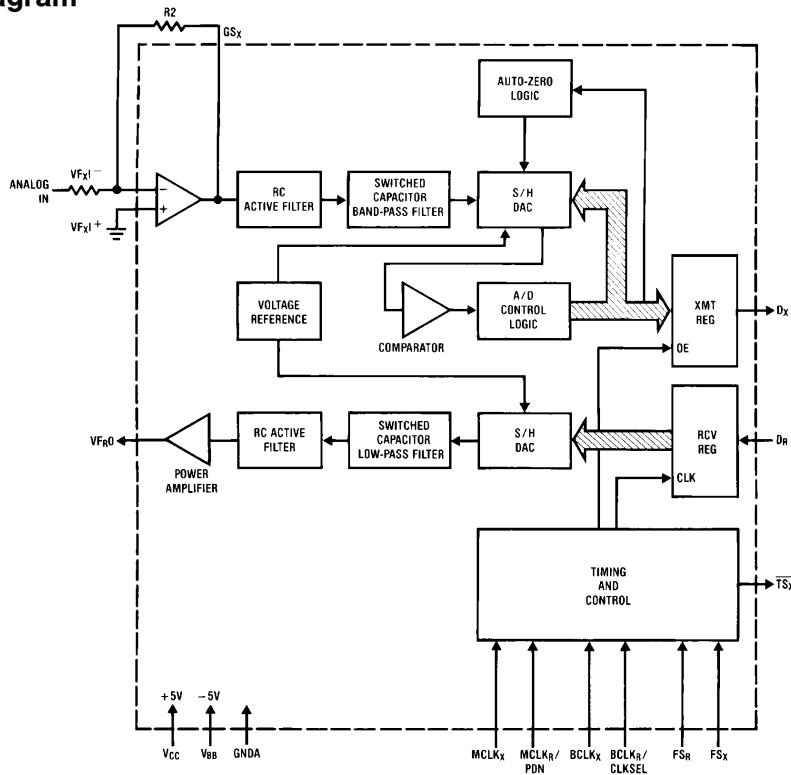 agram
R2
GSX
AUTO-ZERO
LOGIC
ANALOG
IN
VFXI−
VFXI+
−
+
RC
ACTIVE FILTER
SWITCHED
CAPACITOR
BAND-PASS FILTER
S/H
DAC
VOLTAGE
REFERENCE
COMPARATOR
A/D
CONTROL
LOGIC
XMT
REG
OE
DX
VFRO
POWER
AMPLIFIER
RC ACTIVE
FILTER
SWITCHED
CAPACITOR
LOW-PASS FILTER
S/H
DAC
RCV
REG
CLK
DR
TIMING
AND
CONTROL
TSX
+5V
−5V
VCC
VBB
GNDA
MCLKX
MCLKR/
PDN
BCLKX
BCLKR/
CLKSEL
FSR
FSX